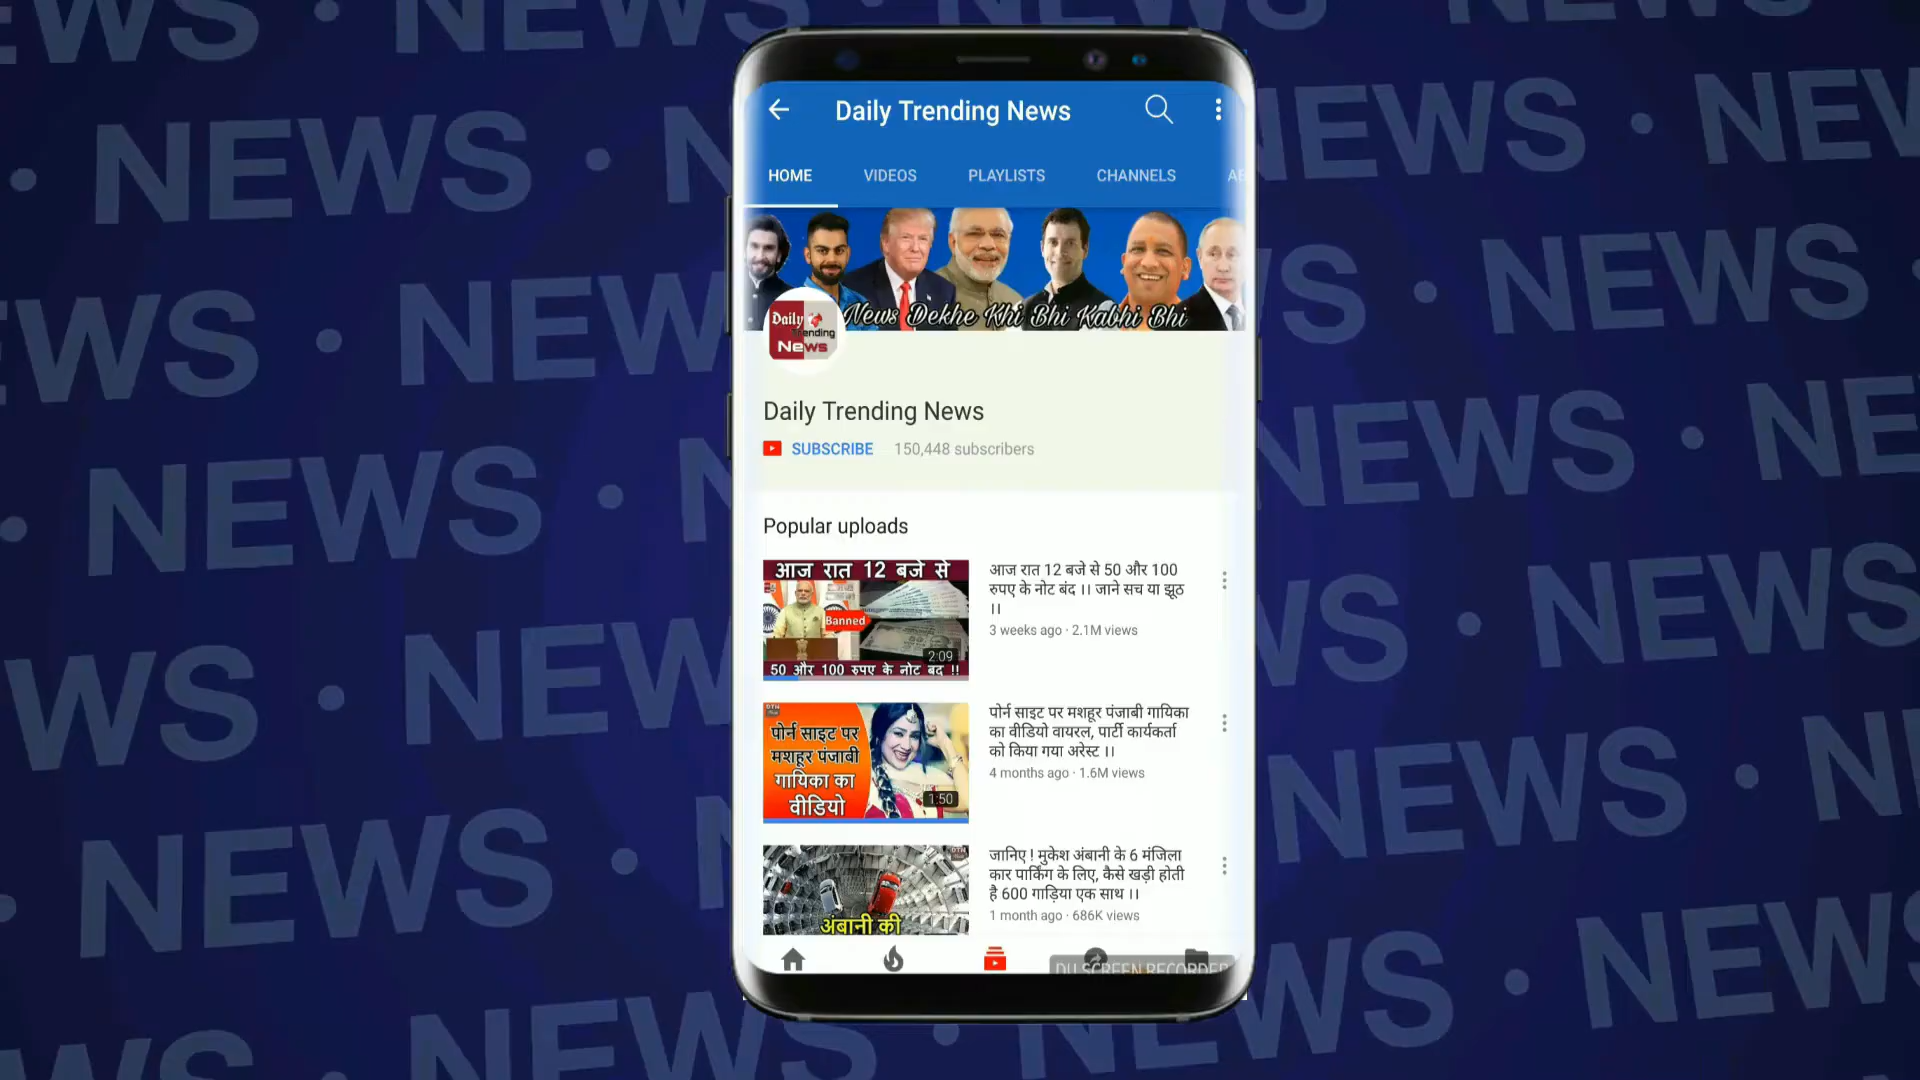 NEWS • NEWS • NEWS
Daily Trending News
HOME VIDEOS PLAYLISTS CHANNELS
News Dekhe Khi Bhi Kabhi Bhi
Daily
Trending
News
Daily Trending News
SUBSCRIBE 150,448 subscribers
Popular uploads
आज रात 12 बजे से
Banned
2:09
50 और 100 रुपए के नोट बंद !!
आज रात 12 बजे से 50 और 100
रुपए के नोट बंद ।। जाने सच या झूठ
।।
3 weeks ago · 2.1M views
DTN
पोर्न साइट पर
मशहूर पंजाबी
गायिका का
वीडियो
1:50
पोर्न साइट पर मशहूर पंजाबी गायिका
का वीडियो वायरल, पार्टी कार्यकर्ता
को किया गया अरेस्ट ।।
4 months ago · 1.6M views
DTN
अंबानी की
जानिए ! मुकेश अंबानी के 6 मंजिला
कार पार्किंग के लिए, कैसे खड़ी होती
है 600 गाड़िया एक साथ ।।
1 month ago · 686K views
DU SCREEN RECORDER